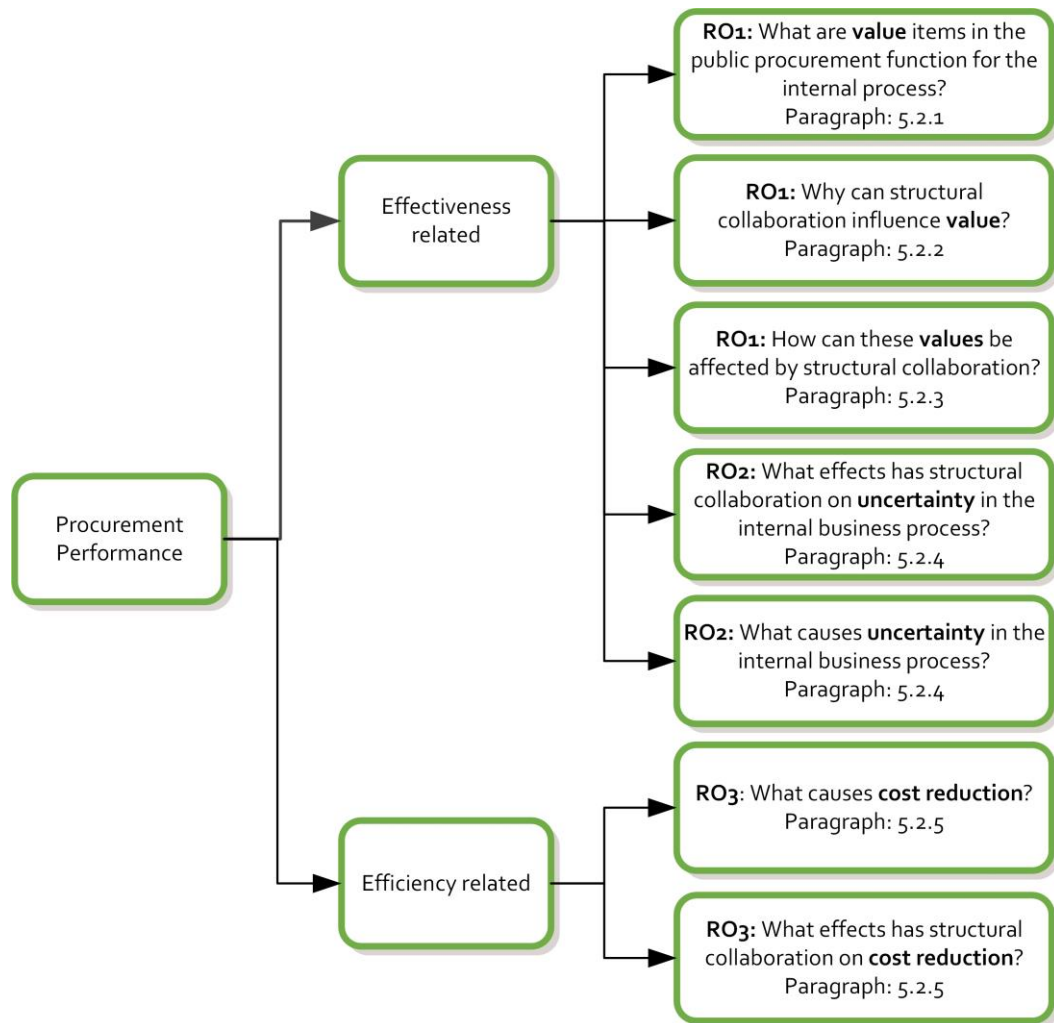 RO1: What are value items in the
public procurement function for the
internal process?
Paragraph: 5.2.1
Effectiveness
related
RO1: Why can structural
collaboration influence value?
Paragraph: 5.2.2
RO1: How can these values be
affected by structural collaboration?
Paragraph: 5.2.3
Procurement
Performance
RO2: What effects has structural
collaboration on uncertainty in the
internal business process?
Paragraph: 5.2.4
RO2: What causes uncertainty in the
internal business process?
Paragraph: 5.2.4
Efficiency related
RO3: What causes cost reduction?
Paragraph: 5.2.5
RO3: What effects has structural
collaboration on cost reduction?
Paragraph: 5.2.5